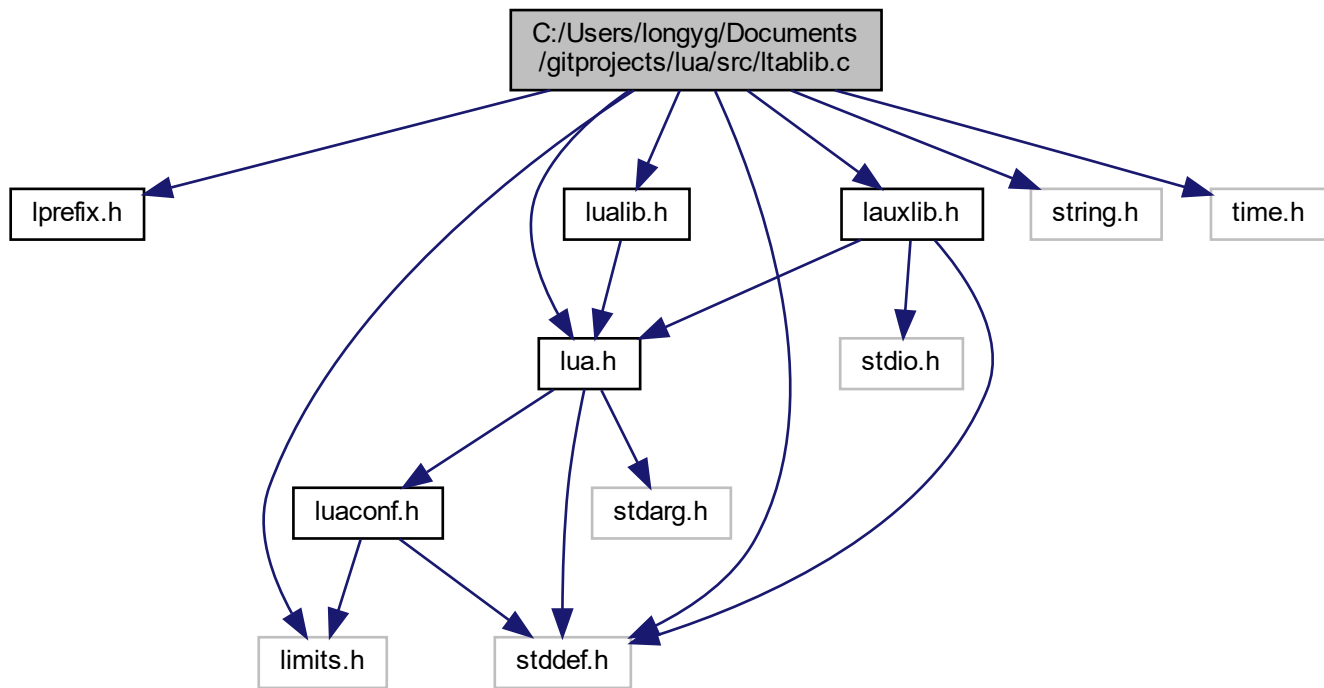 C:/Users/longyg/Documents
/gitprojects/lua/src/ltablib.c
lprefix.h
lualib.h
lauxlib.h
string.h
time.h
lua.h
stdio.h
luaconf.h
stdarg.h
limits.h
stddef.h